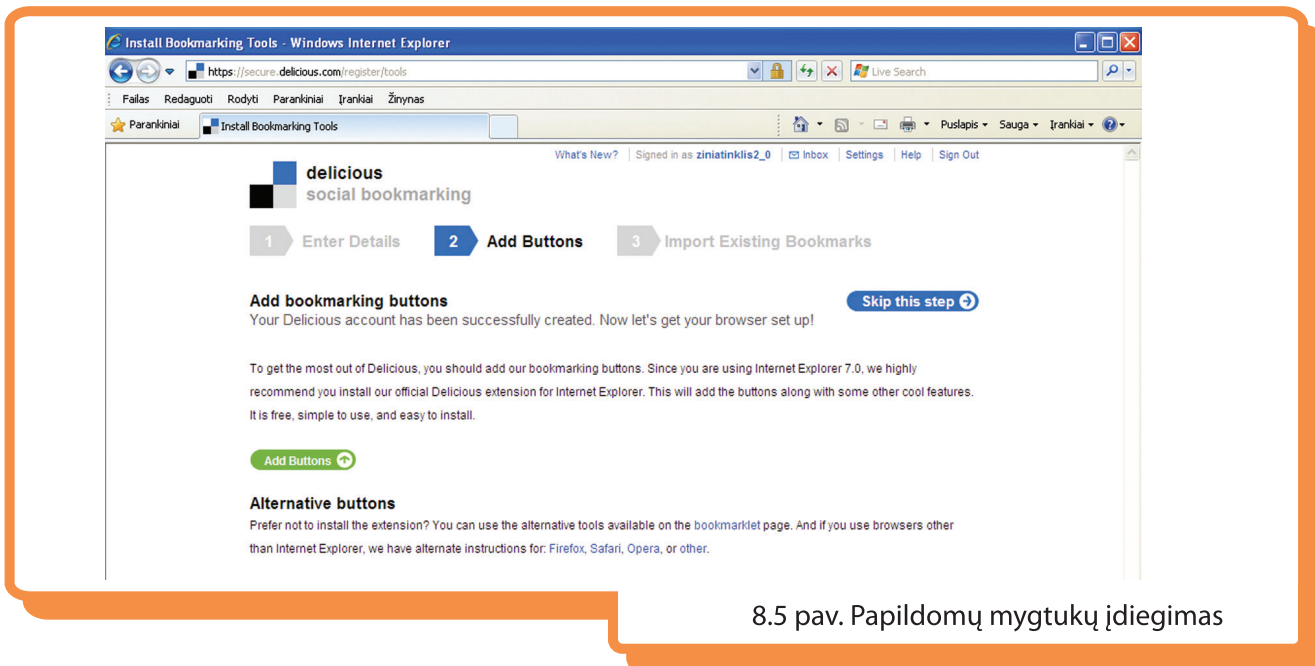 Install Bookmarking Tools - Windows Internet Explorer
https://secure.delicious.com/register/tools
Live Search
Failas Redaguoti Rodyti Parankiniai Įrankiai Žinynas
Parankiniai Install Bookmarking Tools Puslapis Sauga Įrankiai
What's New? Signed in as ziniatinklis2_0 Inbox Settings Help Sign Out
delicious
social bookmarking
1 Enter Details 2 Add Buttons 3 Import Existing Bookmarks
Add bookmarking buttons
Skip this step
Your Delicious account has been successfully created. Now let's get your browser set up!
To get the most out of Delicious, you should add our bookmarking buttons. Since you are using Internet Explorer 7.0, we highly
recommend you install our official Delicious extension for Internet Explorer. This will add the buttons along with some other cool features.
It is free, simple to use, and easy to install.
Add Buttons
Alternative buttons
Prefer not to install the extension? You can use the alternative tools available on the bookmarklet page. And if you use browsers other
than Internet Explorer, we have alternate instructions for: Firefox, Safari, Opera, or other.
8.5 pav. Papildomų mygtukų įdiegimas